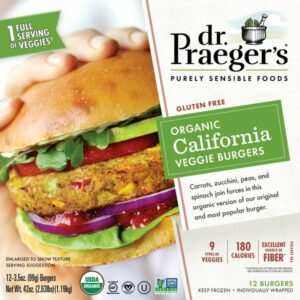 1 FULL
SERVING
OF VEGGIES!
dr.
Praeger's
PURELY SENSIBLE FOODS
GLUTEN FREE
ORGANIC
California
VEGGIE BURGERS
Carrots, zucchini, peas, and
spinach join forces in this
organic version of our original
and most popular burger.
9
TYPES OF
VEGGIES
180
CALORIES
EXCELLENT
SOURCE OF
FIBER*
ENLARGED TO SHOW TEXTURE
SERVING SUGGESTION
12-3.5oz. (99g) Burgers
Net Wt. 42oz. (2.63lbs)(1.19kg)
USDA
ORGANIC
12 BURGERS
KEEP FROZEN • INDIVIDUALLY WRAPPED